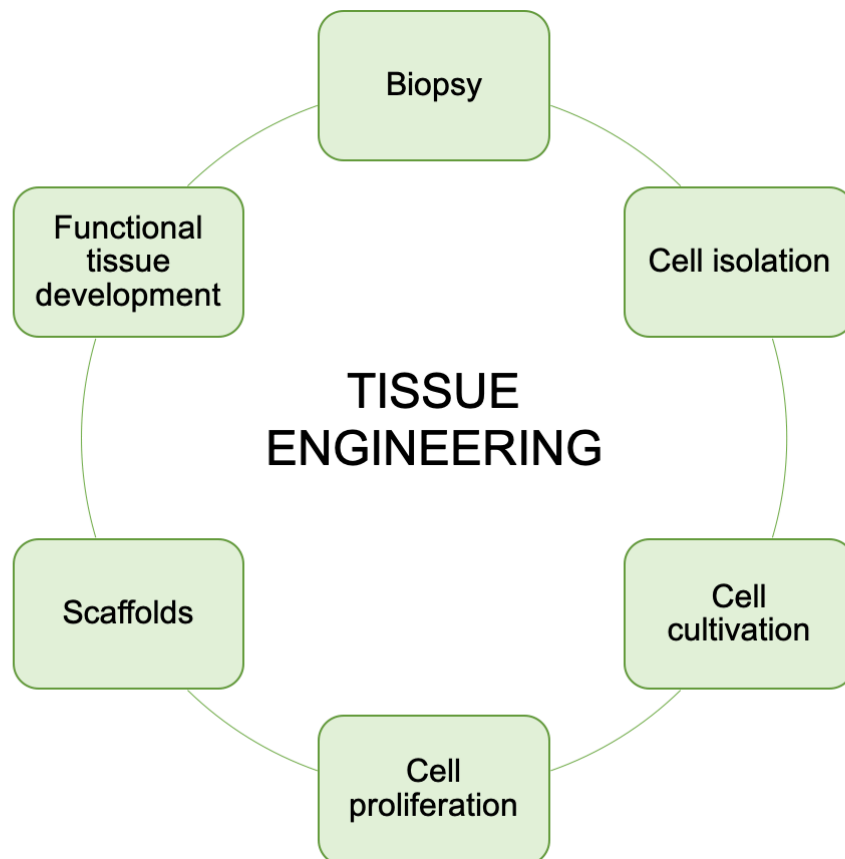 Biopsy
Cell isolation
Cell
cultivation
Cell
proliferation
Scaffolds
Functional
tissue
development
TISSUE
ENGINEERING